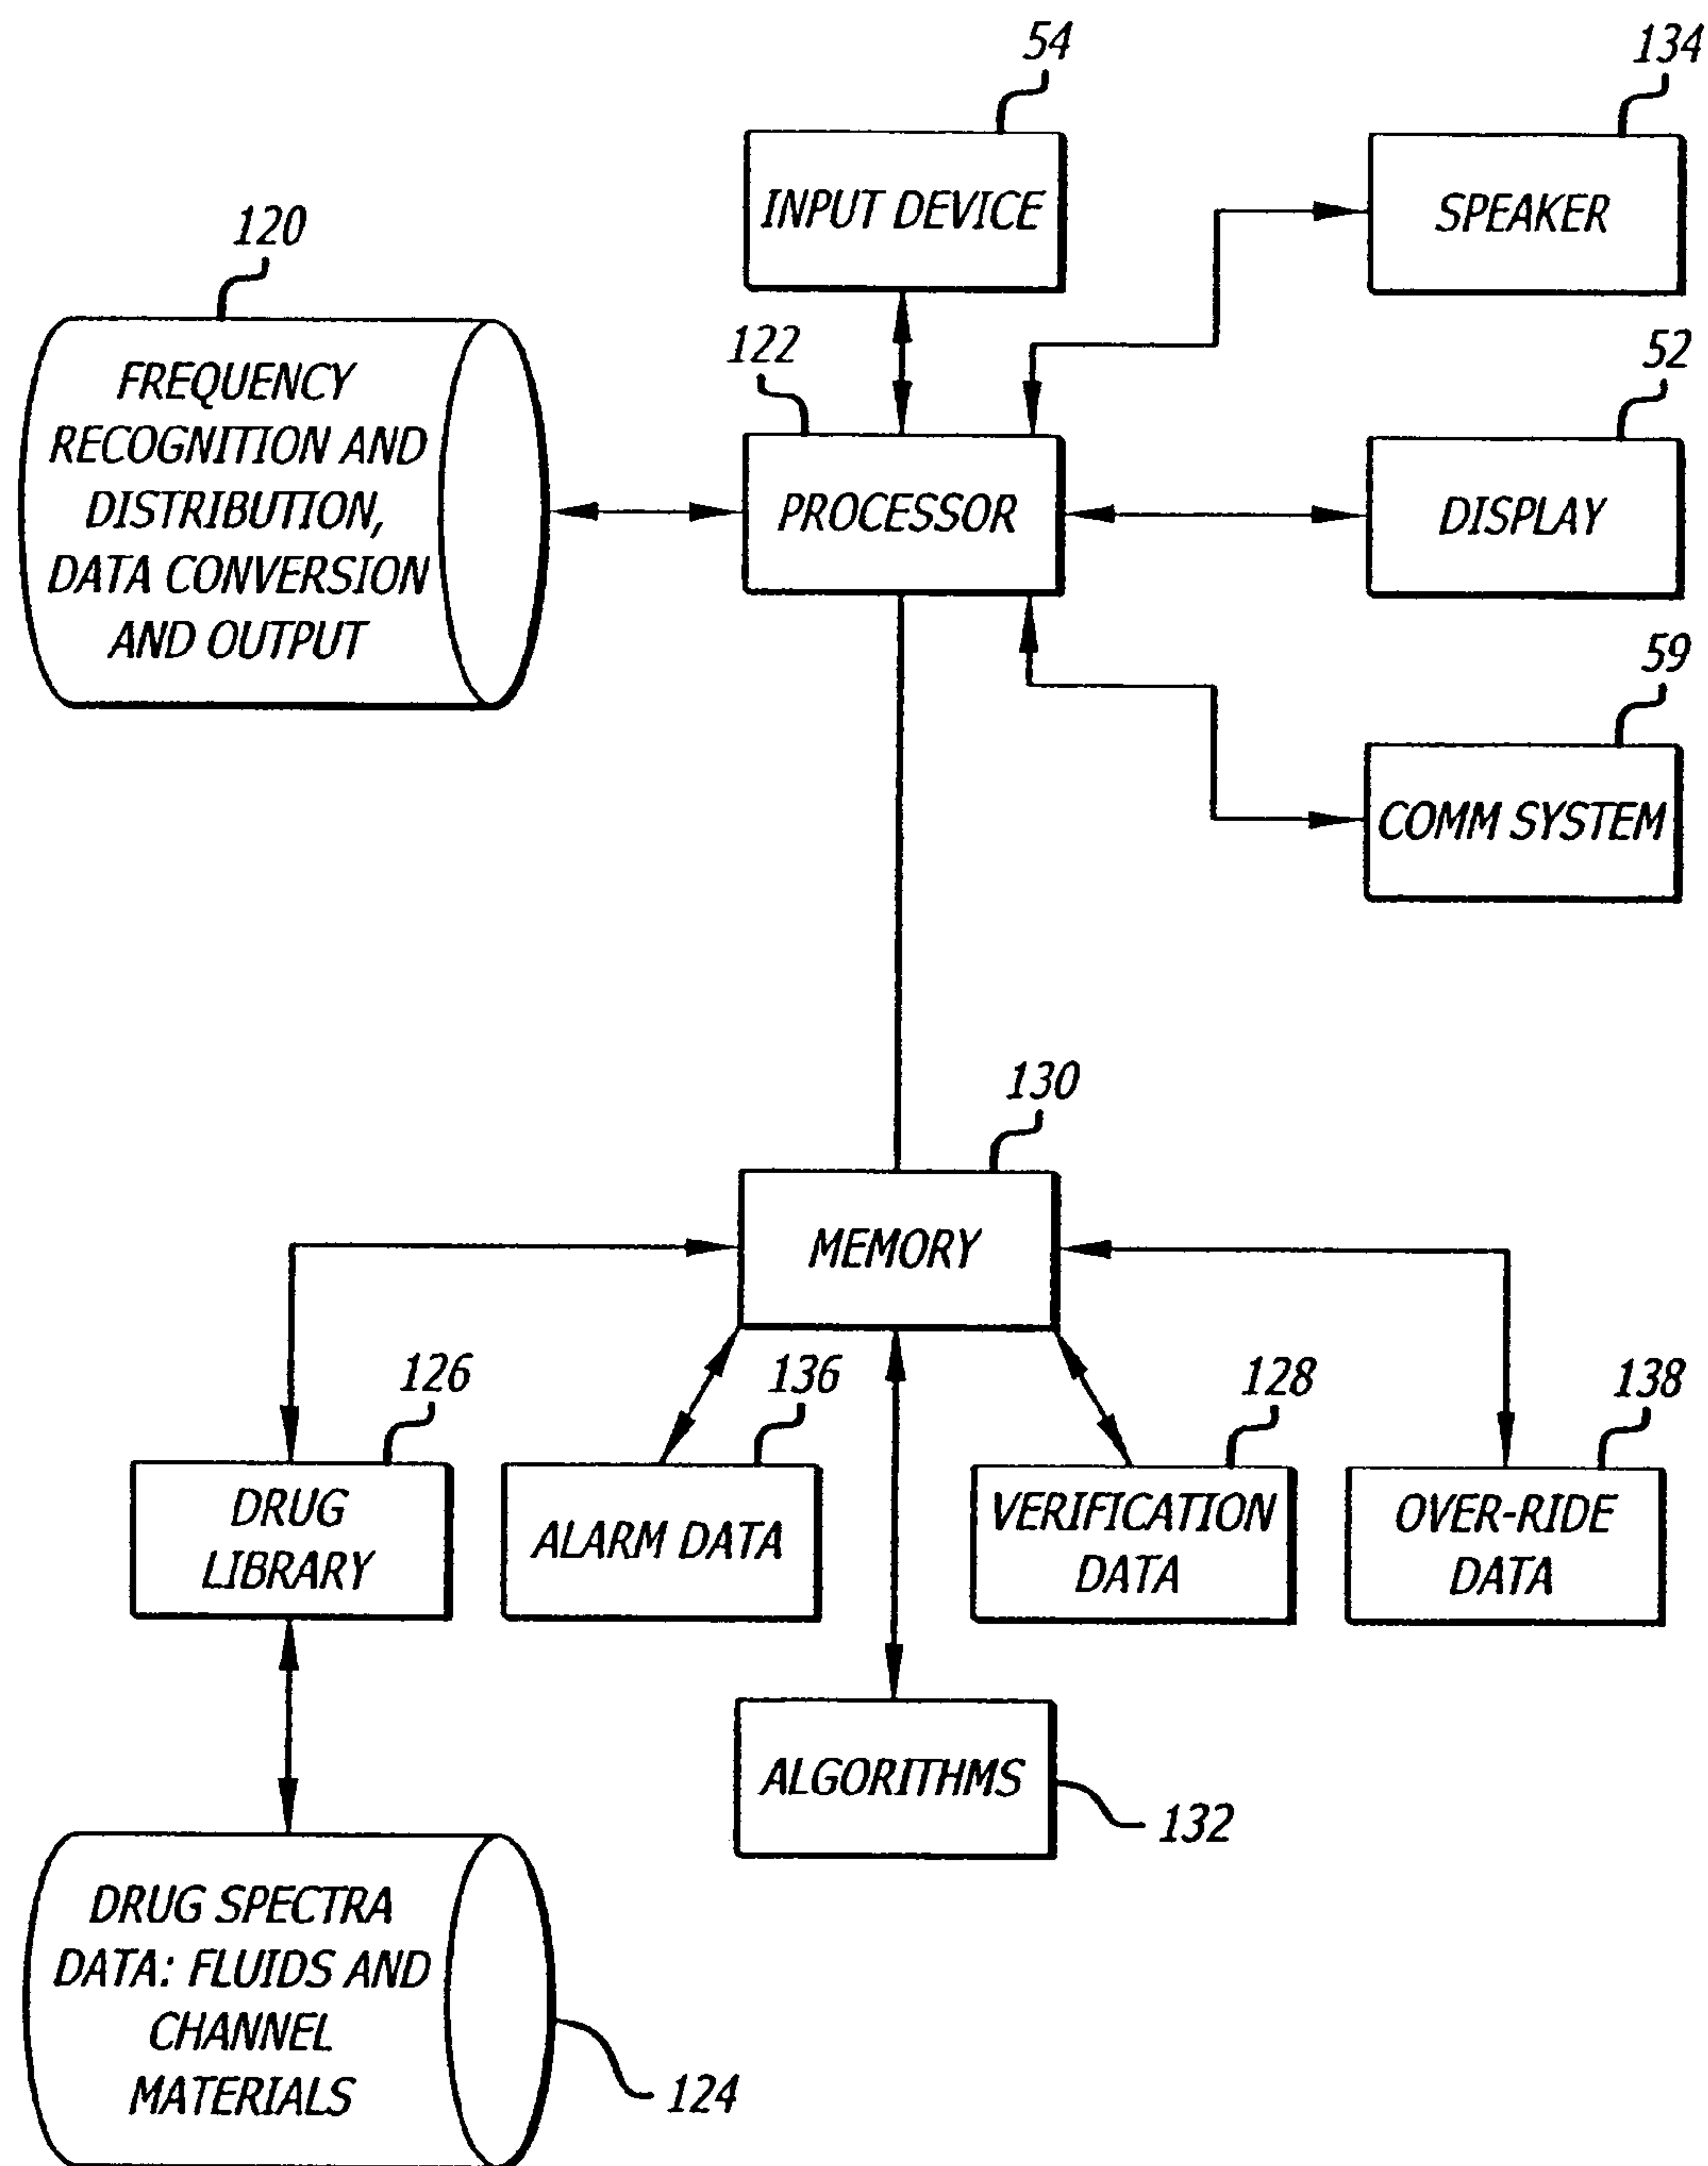 54
134
INPUT DEVICE
SPEAKER
120
122
52
FREQUENCY
RECOGNITION AND
DISTRIBUTION,
DATA CONVERSION
AND OUTPUT
PROCESSOR
DISPLAY
59
COMM SYSTEM
130
MEMORY
126
136
128
138
DRUG
LIBRARY
ALARM DATA
VERIFICATION
DATA
OVER-RIDE
DATA
ALGORITHMS
132
DRUG SPECTRA
DATA: FLUIDS AND
CHANNEL
MATERIALS
124